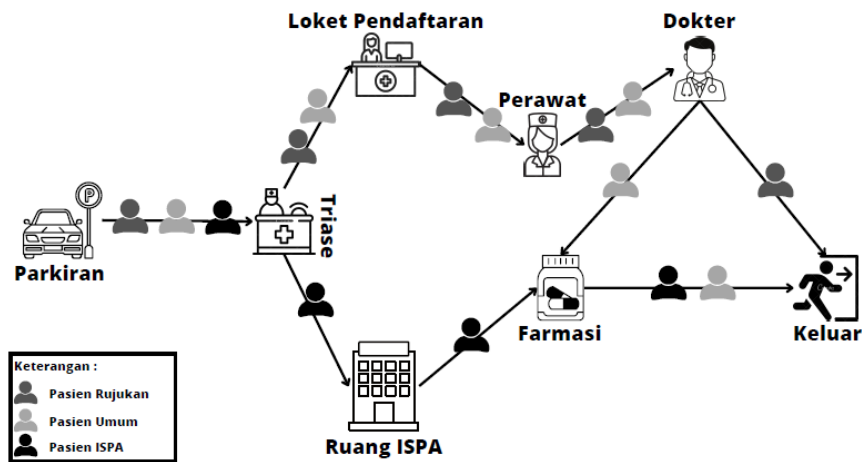 Loket Pendaftaran
Dokter
Perawat
P
Triase
Parkiran
Farmasi
Keluar
Ruang ISPA
Keterangan :
Pasien Rujukan
Pasien Umum
Pasien ISPA